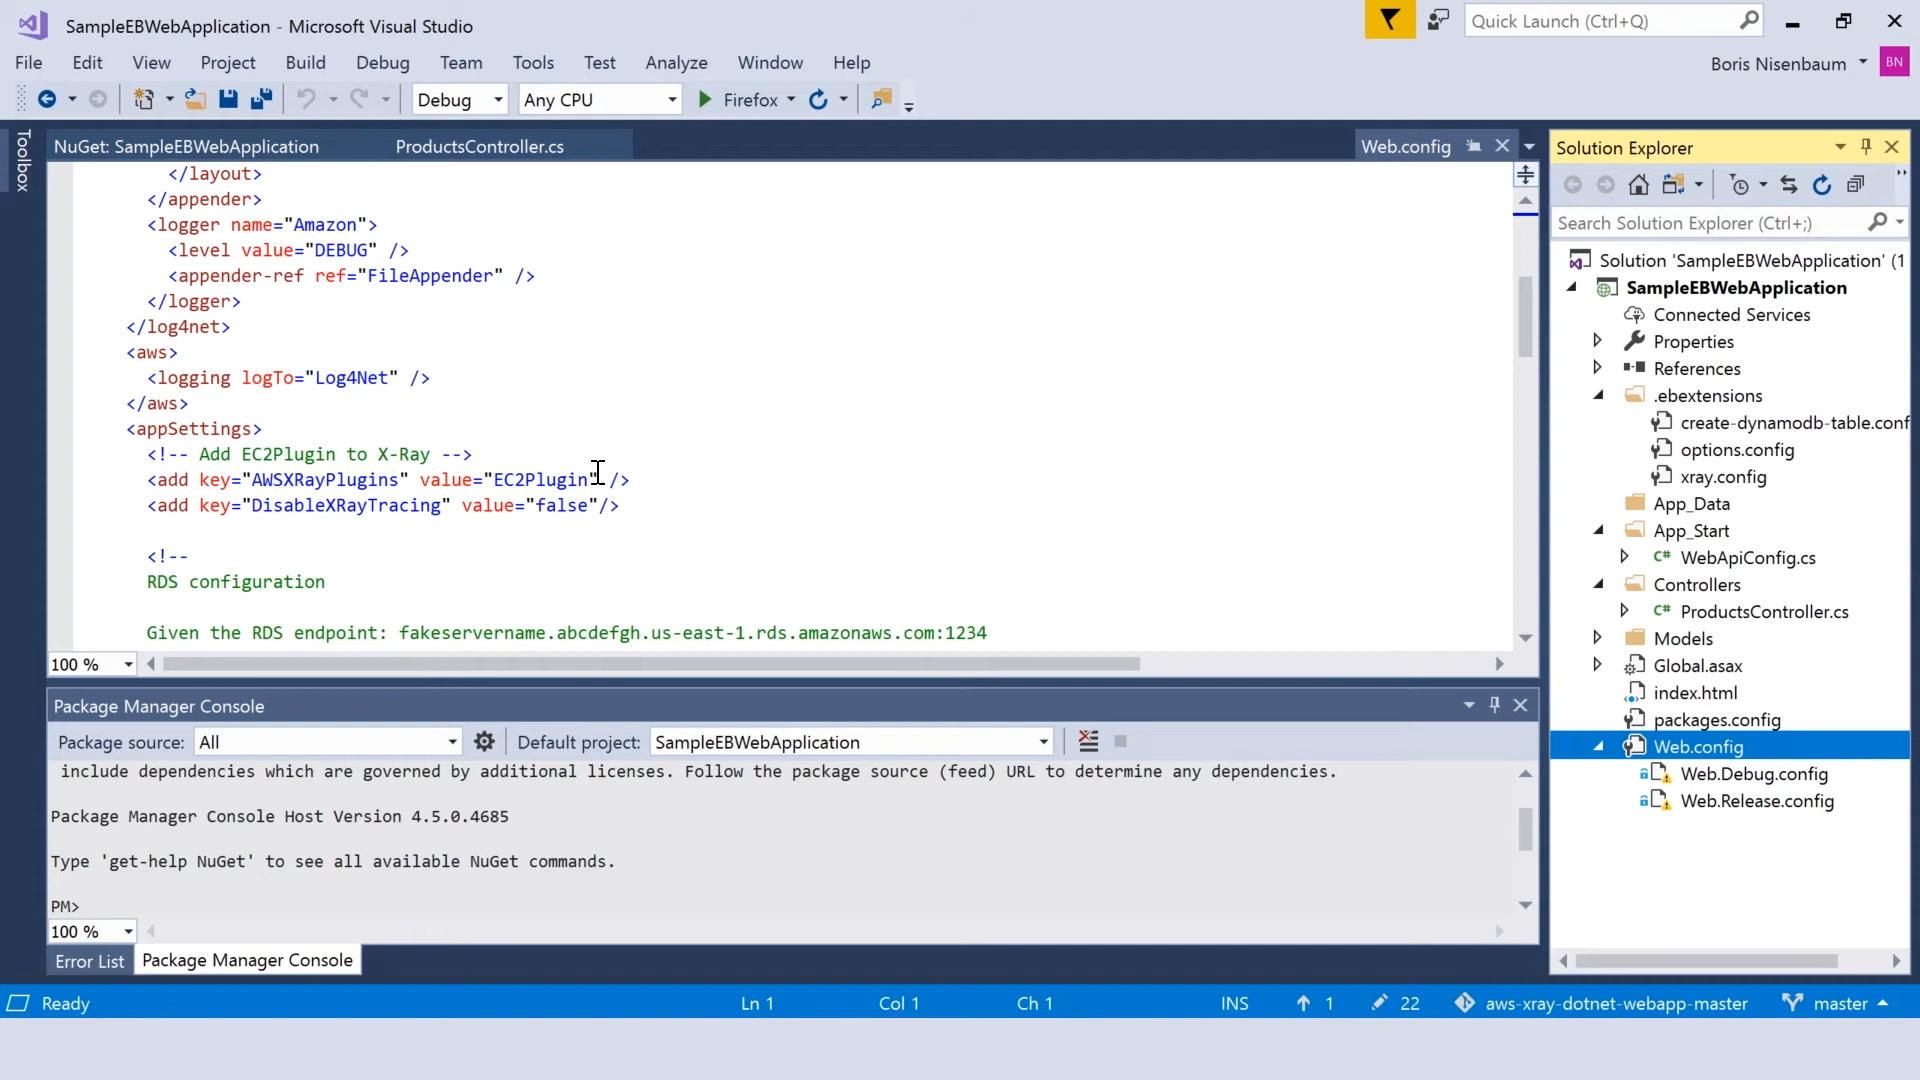 SampleEBWebApplication - Microsoft Visual Studio
Quick Launch (Ctrl+Q)
File Edit View Project Build Debug Team Tools Test Analyze Window Help
Boris Nisenbaum BN
Debug Any CPU Firefox
Toolbox
NuGet: SampleEBWebApplication ProductsController.cs Web.config
</layout>
</appender>
<logger name="Amazon">
<level value="DEBUG" />
<appender-ref ref="FileAppender" />
</logger>
</log4net>
<aws>
<logging logTo="Log4Net" />
</aws>
<appSettings>
<!-- Add EC2Plugin to X-Ray -->
<add key="AWSXRayPlugins" value="EC2Plugin" />
<add key="DisableXRayTracing" value="false"/>
<!--
RDS configuration
Given the RDS endpoint: fakeservername.abcdefgh.us-east-1.rds.amazonaws.com:1234
100 %
Package Manager Console
Package source: All Default project: SampleEBWebApplication
include dependencies which are governed by additional licenses. Follow the package source (feed) URL to determine any dependencies.
Package Manager Console Host Version 4.5.0.4685
Type 'get-help NuGet' to see all available NuGet commands.
PM>
100 %
Error List Package Manager Console
Solution Explorer
Search Solution Explorer (Ctrl+;)
Solution 'SampleEBWebApplication' (1
SampleEBWebApplication
Connected Services
Properties
References
.ebextensions
create-dynamodb-table.conf
options.config
xray.config
App_Data
App_Start
C# WebApiConfig.cs
Controllers
C# ProductsController.cs
Models
Global.asax
index.html
packages.config
Web.config
Web.Debug.config
Web.Release.config
Ready Ln 1 Col 1 Ch 1 INS 1 22 aws-xray-dotnet-webapp-master master